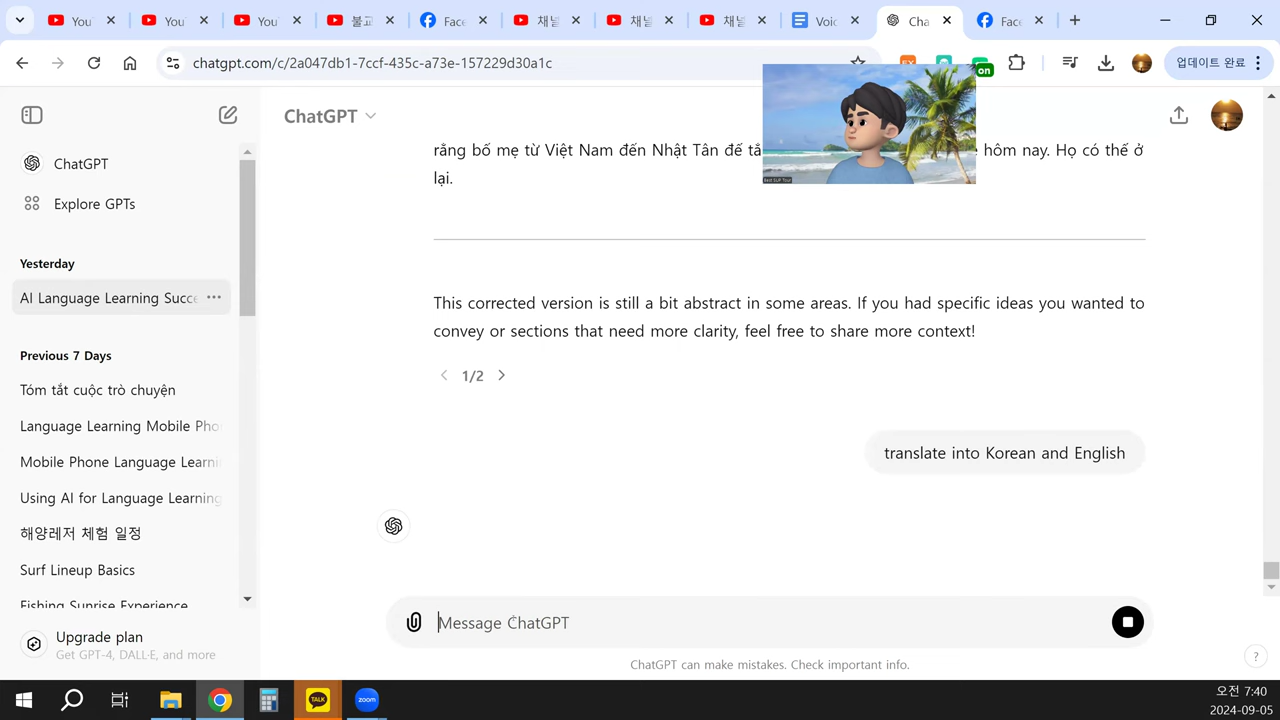 You
You
You
불교
Face
채널
채널
채널
Voic
Cha
Face
chatgpt.com/c/2a047db1-7ccf-435c-a73e-157229d30a1c
on
업데이트 완료
ChatGPT
ChatGPT
Explore GPTs
Yesterday
AI Language Learning Succe
Previous 7 Days
Tóm tắt cuộc trò chuyện
Language Learning Mobile Pho
Mobile Phone Language Learni
Using AI for Language Learning
해양레저 체험 일정
Surf Lineup Basics
Fishing Sunrise Experience
Upgrade plan
Get GPT-4, DALL·E, and more
rằng bố mẹ từ Việt Nam đến Nhật Tân để tả hôm nay. Họ có thể ở
lại.
Best SUP Tour
This corrected version is still a bit abstract in some areas. If you had specific ideas you wanted to
convey or sections that need more clarity, feel free to share more context!
1/2
translate into Korean and English
Message ChatGPT
ChatGPT can make mistakes. Check important info.
?
TALK
zoom
오전 7:40
2024-09-05